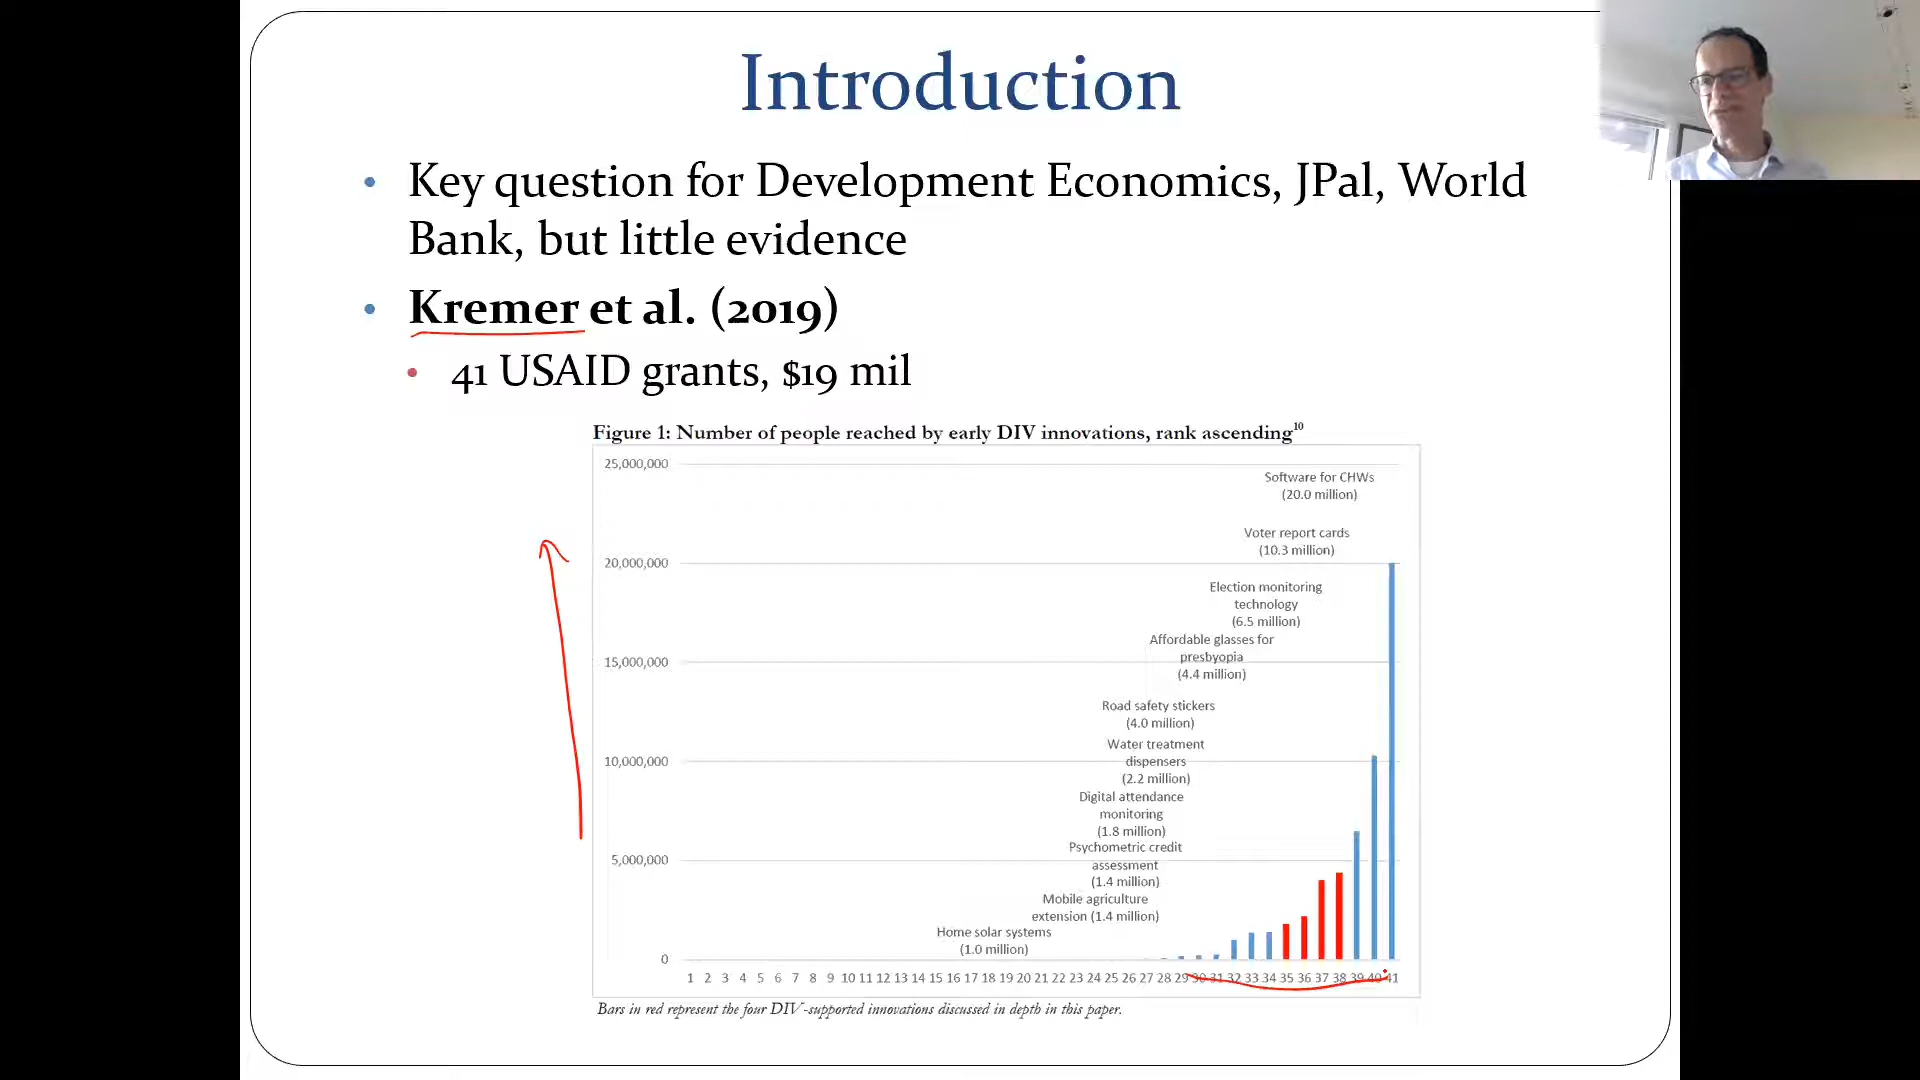 Introduction
• Key question for Development Economics, JPal, World
Bank, but little evidence
• Kremer et al. (2019)
• 41 USAID grants, $19 mil
Figure 1: Number of people reached by early DIV innovations, rank ascending10
25,000,000
Software for CHWs
(20.0 million)
Voter report cards
(10.3 million)
20,000,000
Election monitoring
technology
(6.5 million)
Affordable glasses for
presbyopia
(4.4 million)
15,000,000
Road safety stickers
(4.0 million)
Water treatment
dispensers
(2.2 million)
10,000,000
Digital attendance
monitoring
(1.8 million)
Psychometric credit
assessment
(1.4 million)
5,000,000
Mobile agriculture
extension (1.4 million)
Home solar systems
(1.0 million)
0
1 2 3 4 5 6 7 8 9 10 11 12 13 14 15 16 17 18 19 20 21 22 23 24 25 26 27 28 29 30 31 32 33 34 35 36 37 38 39 40 41
Bars in red represent the four DIV-supported innovations discussed in depth in this paper.